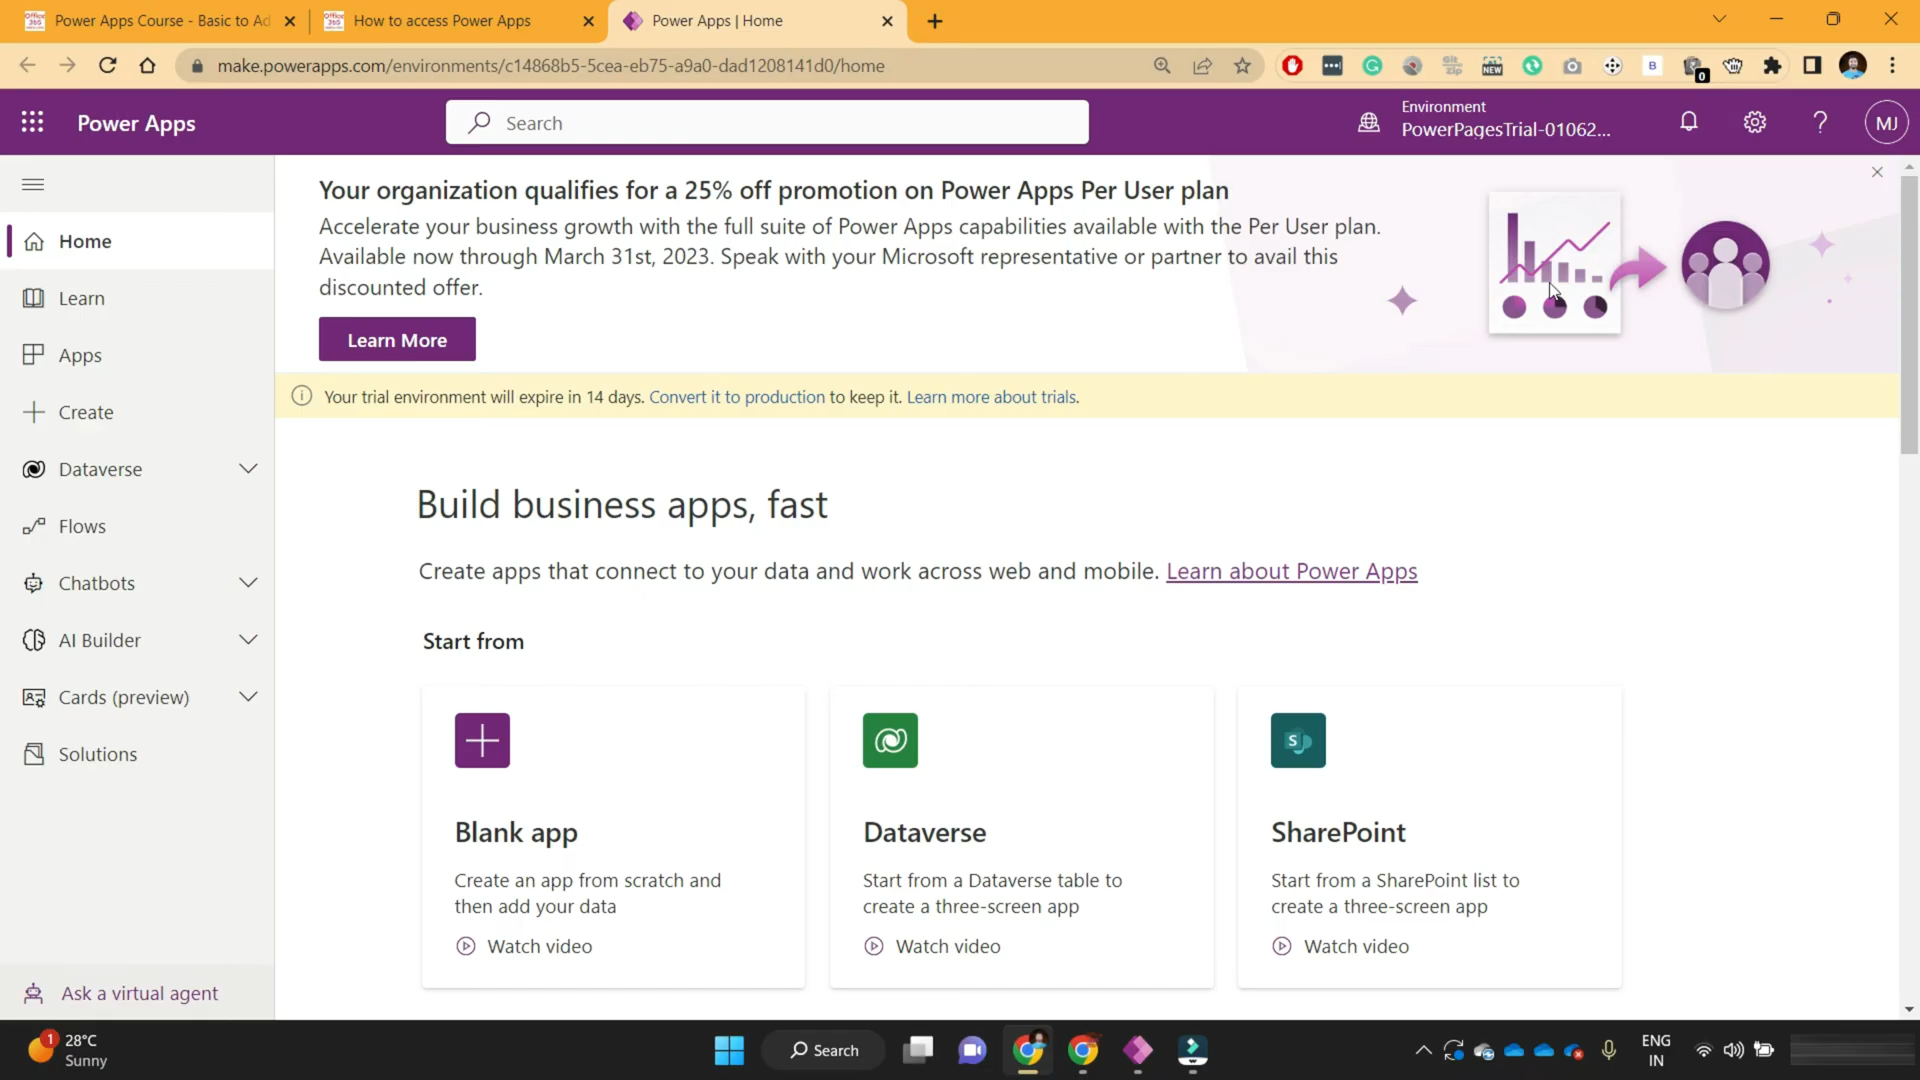 Power Apps Course - Basic to Ad
How to access Power Apps
Power Apps | Home
make.powerapps.com/environments/c14868b5-5cea-eb75-a9a0-dad1208141d0/home
NEW
B
0
Power Apps
Search
Environment
PowerPagesTrial-01062...
?
MJ
Home
Learn
Apps
Create
Dataverse
Flows
Chatbots
AI Builder
Cards (preview)
Solutions
Ask a virtual agent
Your organization qualifies for a 25% off promotion on Power Apps Per User plan
Accelerate your business growth with the full suite of Power Apps capabilities available with the Per User plan.
Available now through March 31st, 2023. Speak with your Microsoft representative or partner to avail this
discounted offer.
Learn More
Your trial environment will expire in 14 days. Convert it to production to keep it. Learn more about trials.
Build business apps, fast
Create apps that connect to your data and work across web and mobile. Learn about Power Apps
Start from
Blank app
Create an app from scratch and
then add your data
Watch video
Dataverse
Start from a Dataverse table to
create a three-screen app
Watch video
S
SharePoint
Start from a SharePoint list to
create a three-screen app
Watch video
1
28°C
Sunny
Search
ENG
IN